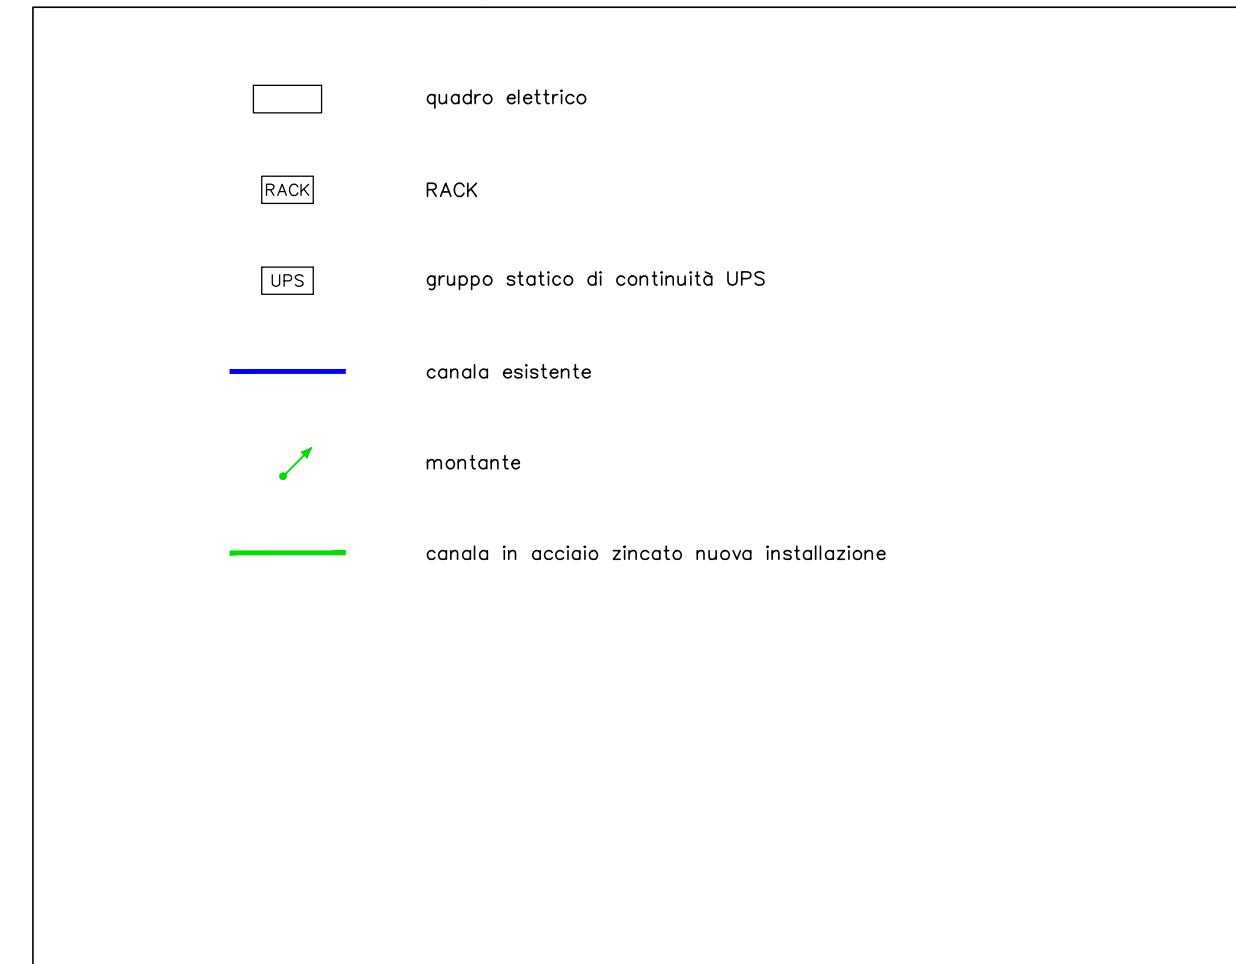 quadro elettrico
RACK RACK
UPS gruppo statico di continuità UPS
canala esistente
montante
canala in acciaio zincato nuova installazione